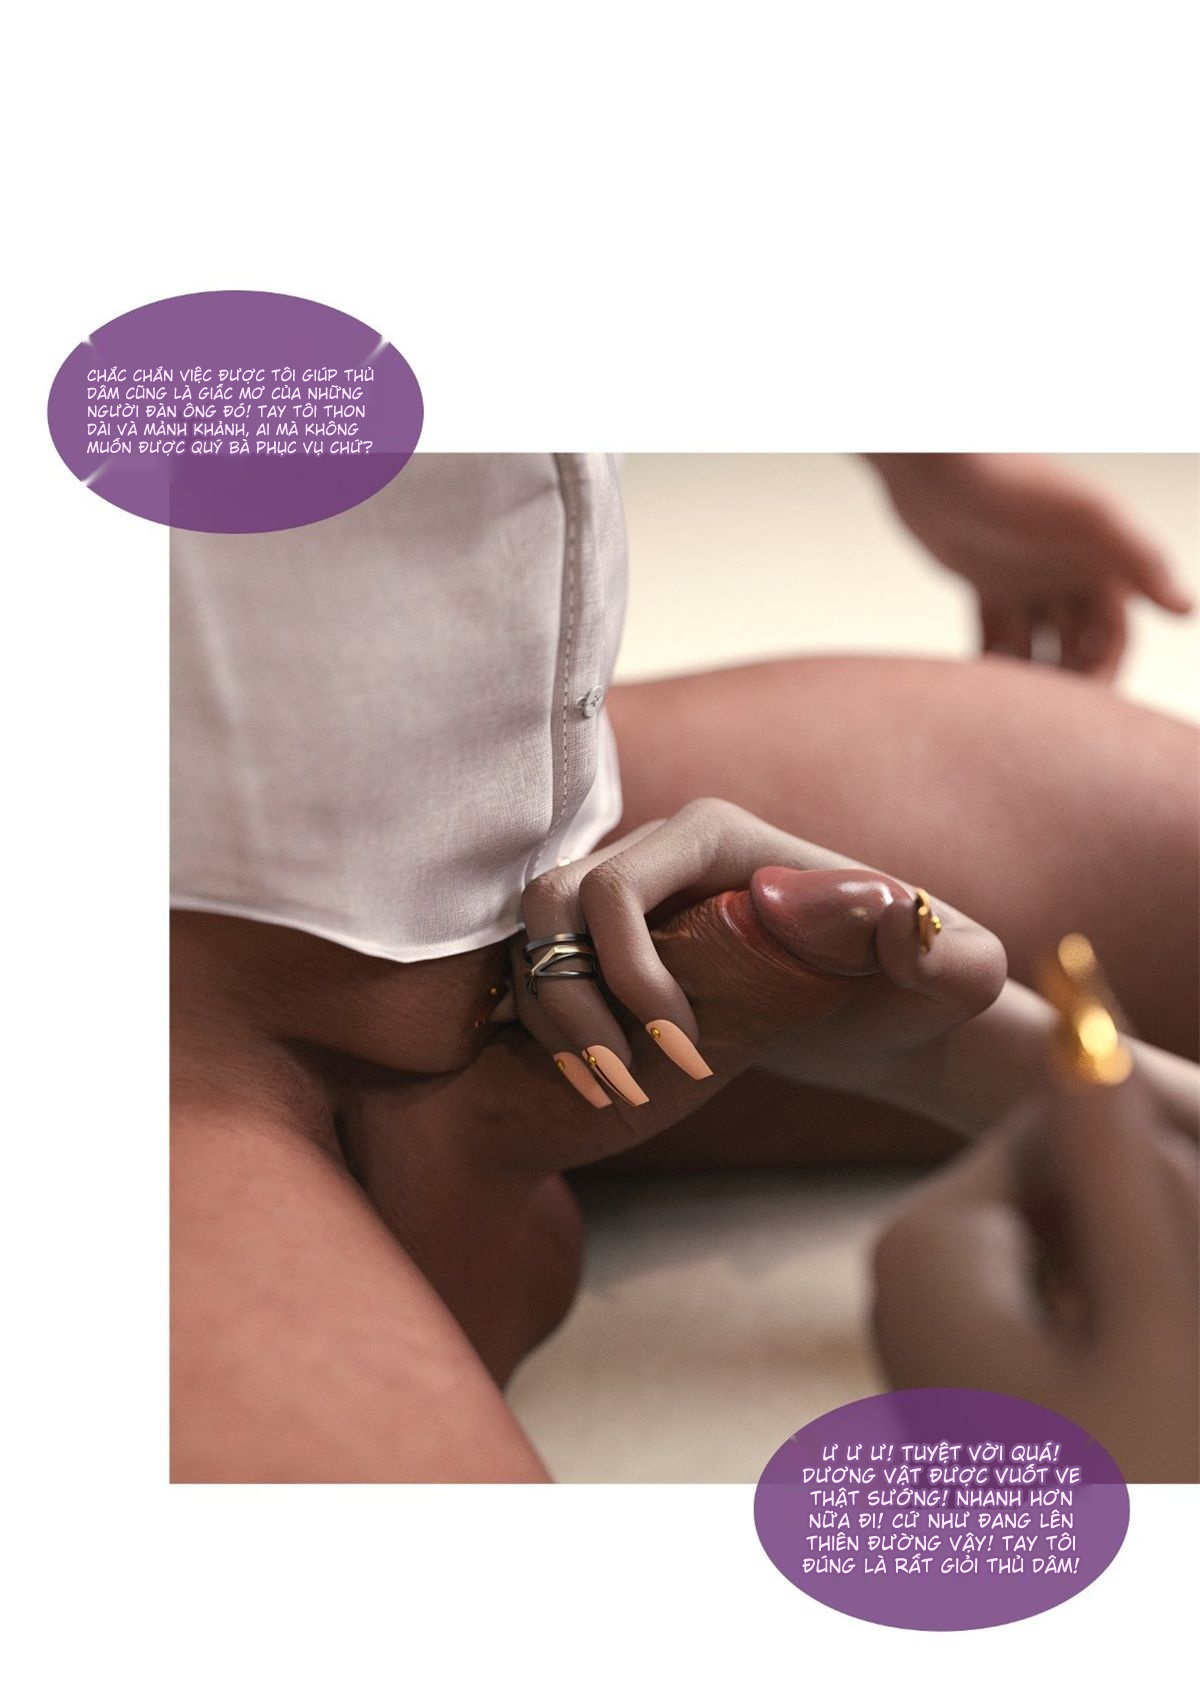 CHẮC CHẮN VIỆC ĐƯỢC TÔI GIÚP THỦ
DÂM CŨNG LÀ GIẤC MƠ CỦA NHỮNG
NGƯỜI ĐÀN ÔNG ĐÓ! TAY TÔI THON
DÀI VÀ MẢNH KHẢNH, AI MÀ KHÔNG
MUỐN ĐƯỢC QUÝ BÀ PHỤC VỤ CHỨ?
Ư Ư Ư! TUYỆT VỜI QUÁ!
DƯƠNG VẬT ĐƯỢC VUỐT VE
THẬT SƯỚNG! NHANH HƠN
NỮA ĐI! CỨ NHƯ ĐANG LÊN
THIÊN ĐƯỜNG VẬY! TAY TÔI
ĐÚNG LÀ RẤT GIỎI THỦ DÂM!